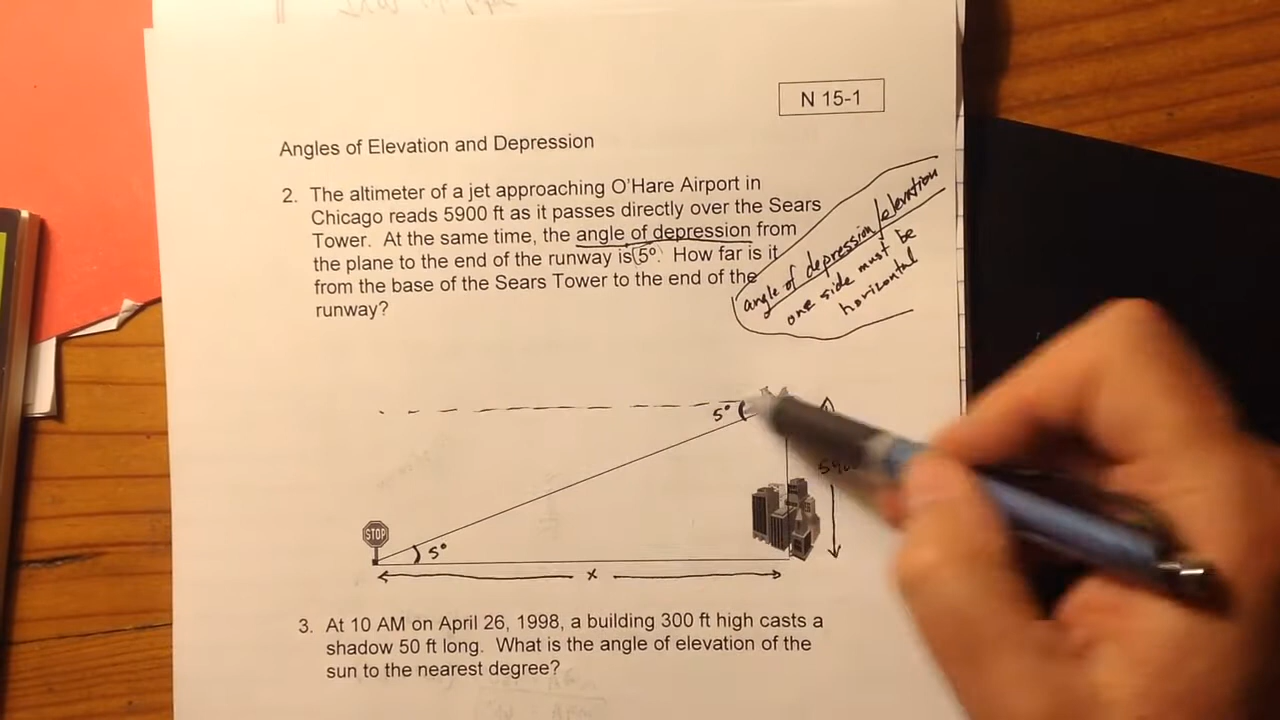 N 15-1
Angles of Elevation and Depression
2. The altimeter of a jet approaching O'Hare Airport in
Chicago reads 5900 ft as it passes directly over the Sears
Tower. At the same time, the angle of depression from
the plane to the end of the runway is 5º. How far is it
from the base of the Sears Tower to the end of the
runway?
angle of depression/elevation
one side must be
horizontal
5°
STOP
5°
x
3. At 10 AM on April 26, 1998, a building 300 ft high casts a
shadow 50 ft long. What is the angle of elevation of the
sun to the nearest degree?